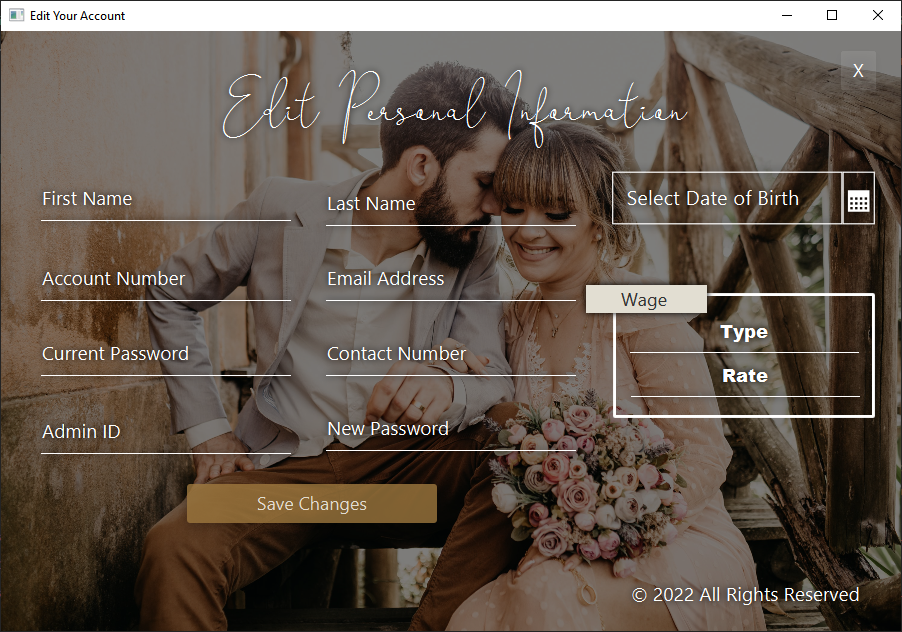 Edit Your Account
X
Edit Personal Information
First Name
Last Name
Select Date of Birth
Account Number
Email Address
Wage
Type
Current Password
Contact Number
Rate
Admin ID
New Password
Save Changes
© 2022 All Rights Reserved